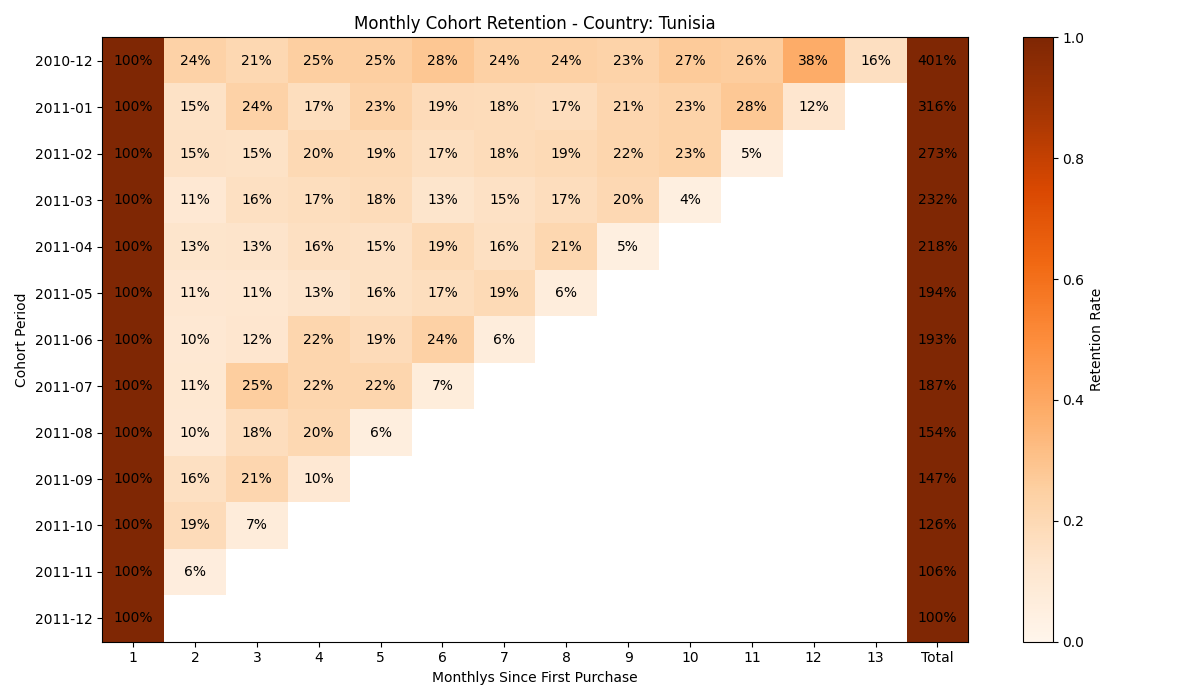 Monthly Cohort Retention - Country: Tunisia
Cohort Period
2010-12 100% 24% 21% 25% 25% 28% 24% 24% 23% 27% 26% 38% 16% 401%
2011-01 100% 15% 24% 17% 23% 19% 18% 17% 21% 23% 28% 12% 316%
2011-02 100% 15% 15% 20% 19% 17% 18% 19% 22% 23% 5% 273%
2011-03 100% 11% 16% 17% 18% 13% 15% 17% 20% 4% 232%
2011-04 100% 13% 13% 16% 15% 19% 16% 21% 5% 218%
2011-05 100% 11% 11% 13% 16% 17% 19% 6% 194%
2011-06 100% 10% 12% 22% 19% 24% 6% 193%
2011-07 100% 11% 25% 22% 22% 7% 187%
2011-08 100% 10% 18% 20% 6% 154%
2011-09 100% 16% 21% 10% 147%
2011-10 100% 19% 7% 126%
2011-11 100% 6% 106%
2011-12 100% 100%
1 2 3 4 5 6 7 8 9 10 11 12 13 Total
Monthlys Since First Purchase
1.0
0.8
0.6
0.4
0.2
0.0
Retention Rate